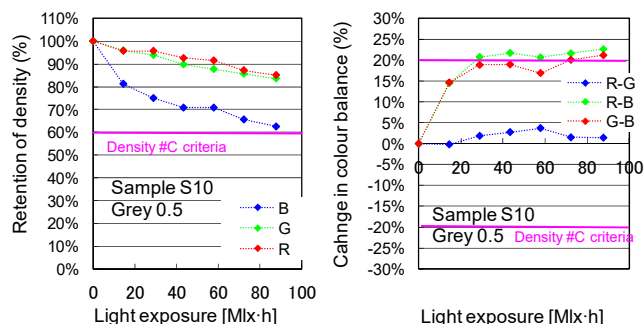 Retention of density (%)
110%
100%
90%
80%
70%
60%
50%
40%
30%
20%
10%
0%
Density #C criteria
Sample S10
Grey 0.5
B
G
R
0 20 40 60 80 100
Light exposure [Mlx·h]
Cahnge in colour balance (%)
30%
25%
20%
15%
10%
5%
0%
-5%
-10%
-15%
-20%
-25%
-30%
R-G
R-B
G-B
0 20 40 60 80 100
Sample S10
Grey 0.5 Density #C criteria
Light exposure [Mlx·h]